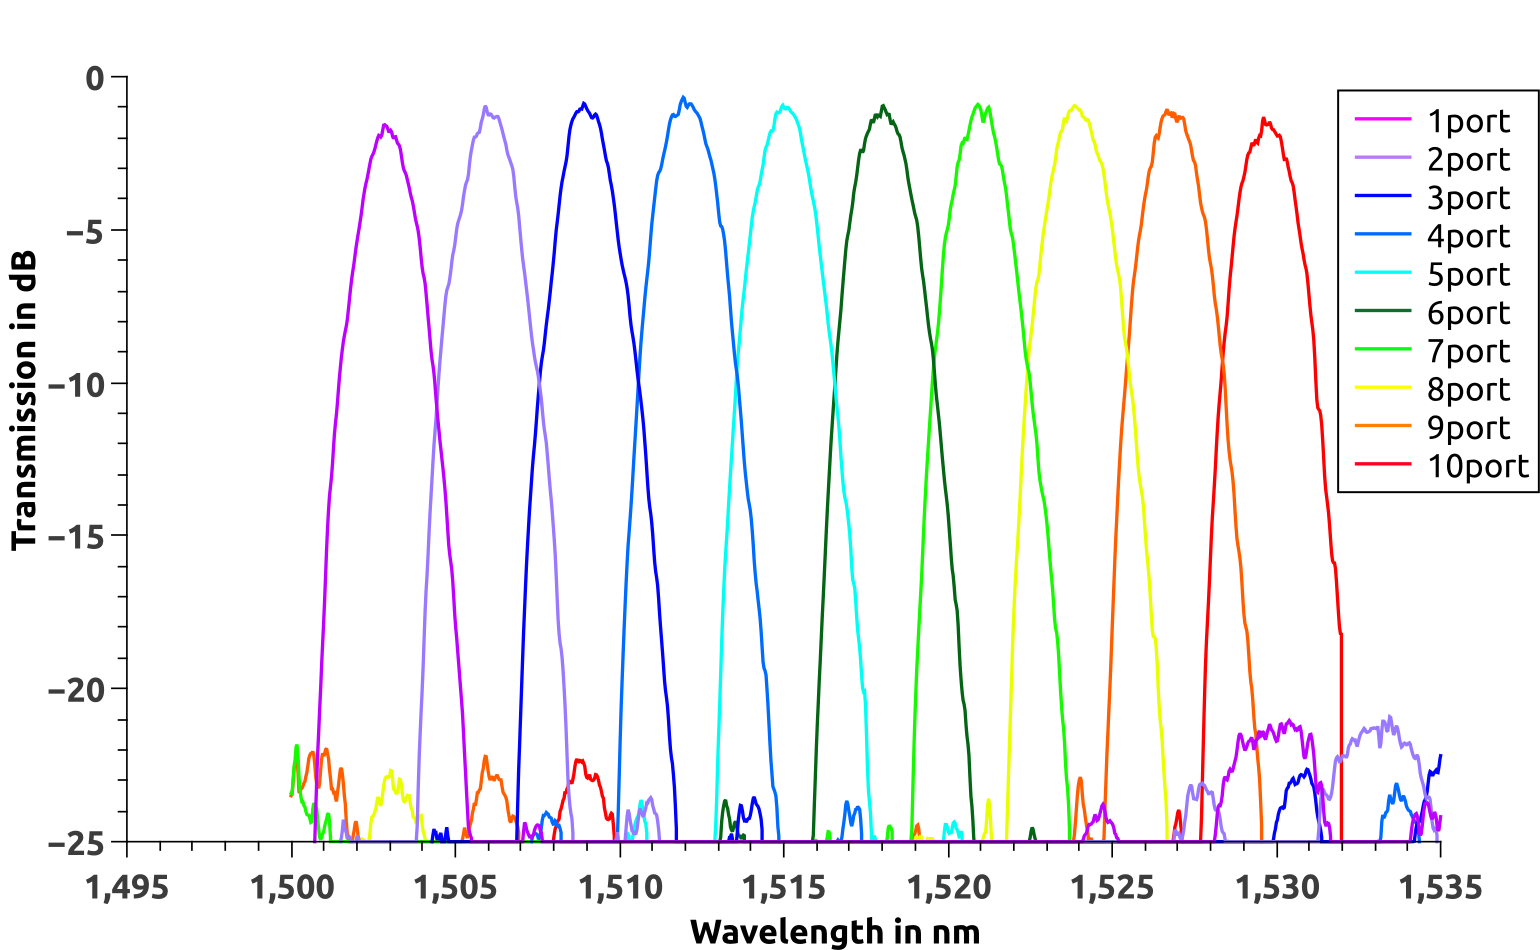 0
−5
−10
−15
−20
−25
1,495 1,500 1,505 1,510 1,515 1,520 1,525 1,530 1,535
Transmission in dB
Wavelength in nm
1port
2port
3port
4port
5port
6port
7port
8port
9port
10port